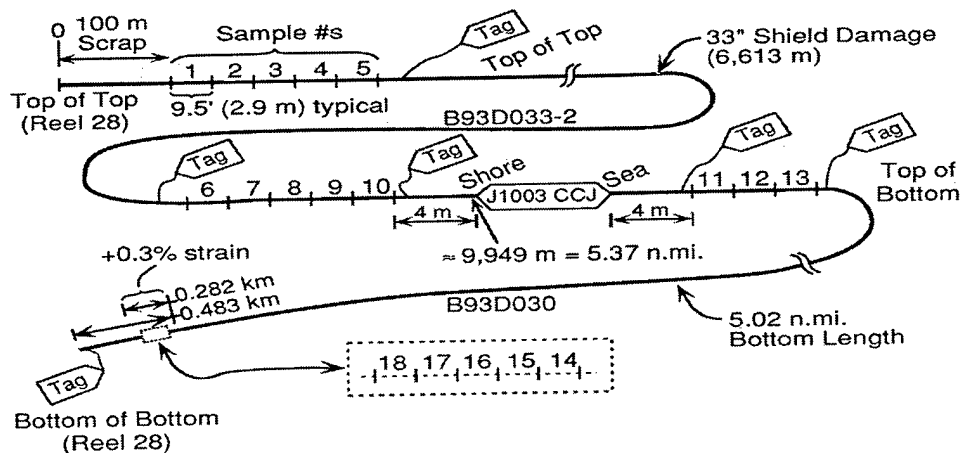 0
100 m
Scrap
Sample #s
Tag
Top of Top
33" Shield Damage
(6,613 m)
1 2 3 4 5
Top of Top
(Reel 28)
9.5' (2.9 m) typical
B93D033-2
Tag
6 7 8 9 10
Tag
Shore
J1003 CCJ
Sea
Tag
11 12 13
Tag
Top of
Bottom
4 m
4 m
≈ 9,949 m = 5.37 n.mi.
+0.3% strain
0.282 km
0.483 km
B93D030
5.02 n.mi.
Bottom Length
18 17 16 15 14
Tag
Bottom of Bottom
(Reel 28)